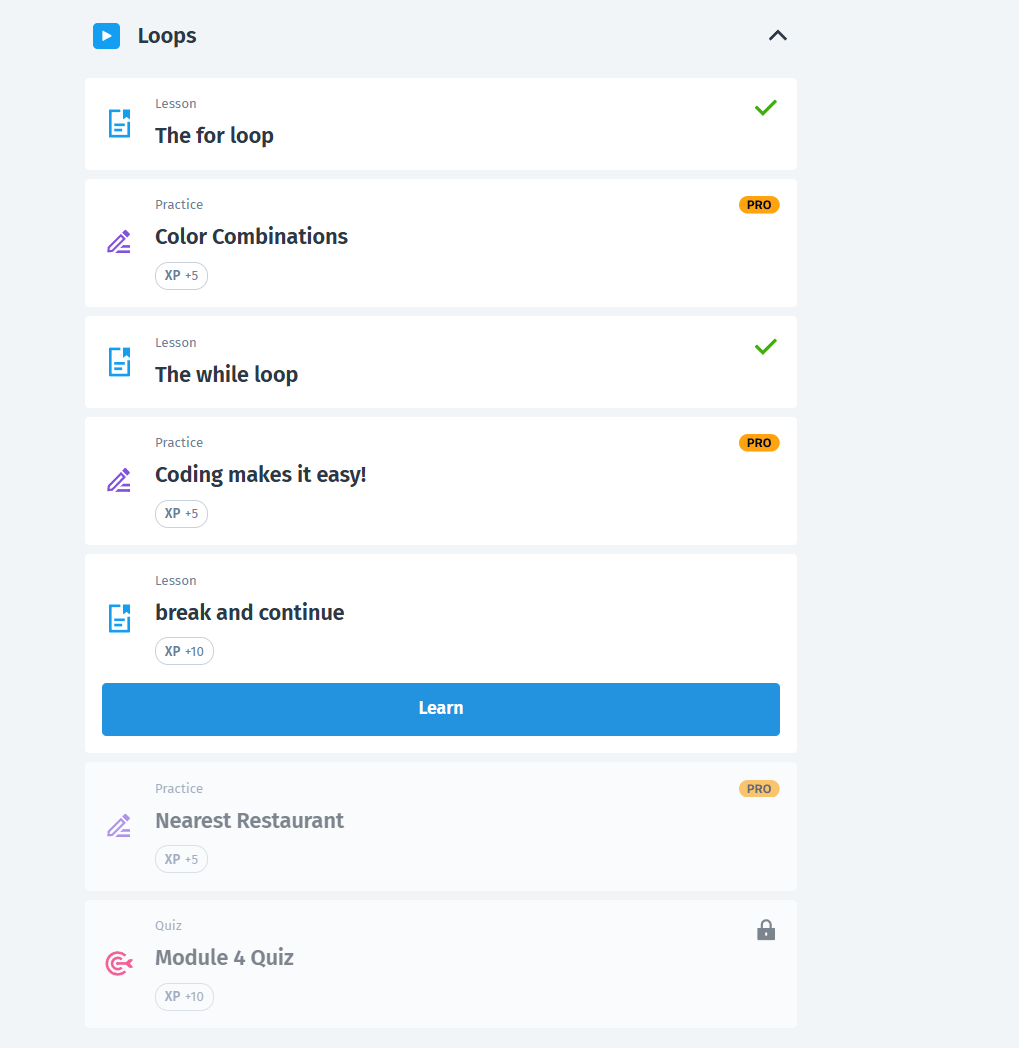 Loops
Lesson
The for loop
Practice
PRO
Color Combinations
XP +5
Lesson
The while loop
Practice
PRO
Coding makes it easy!
XP +5
Lesson
break and continue
XP +10
Learn
Practice
PRO
Nearest Restaurant
XP +5
Quiz
Module 4 Quiz
XP +10